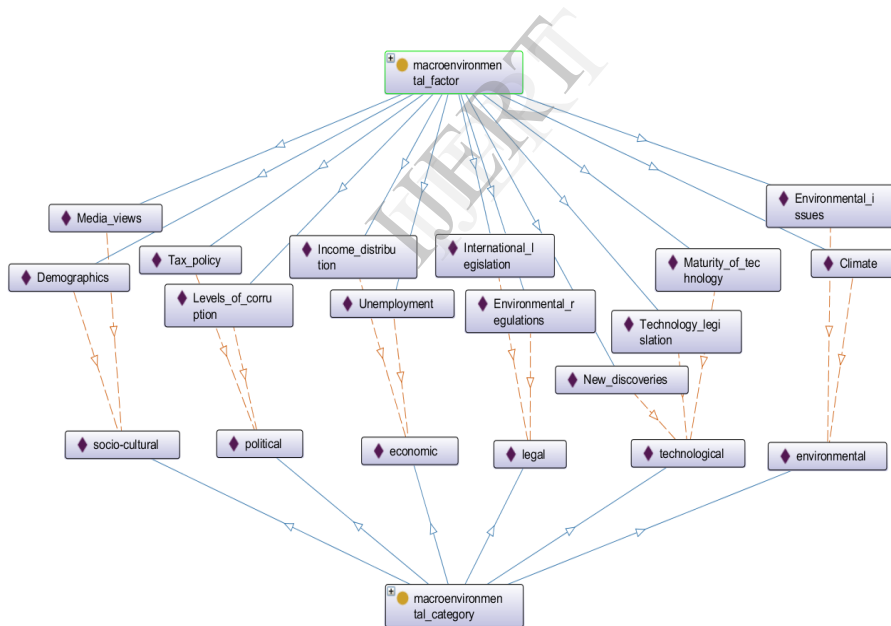 macroenvironmen
tal_factor
IJERT
Environmental_i
ssues
Media_views
Tax_policy
Income_distribu
tion
International_l
egislation
Maturity_of_tec
hnology
Climate
Demographics
Levels_of_corru
ption
Unemployment
Environmental_r
egulations
Technology_legi
slation
New_discoveries
socio-cultural
political
economic
legal
technological
environmental
macroenvironmen
tal_category